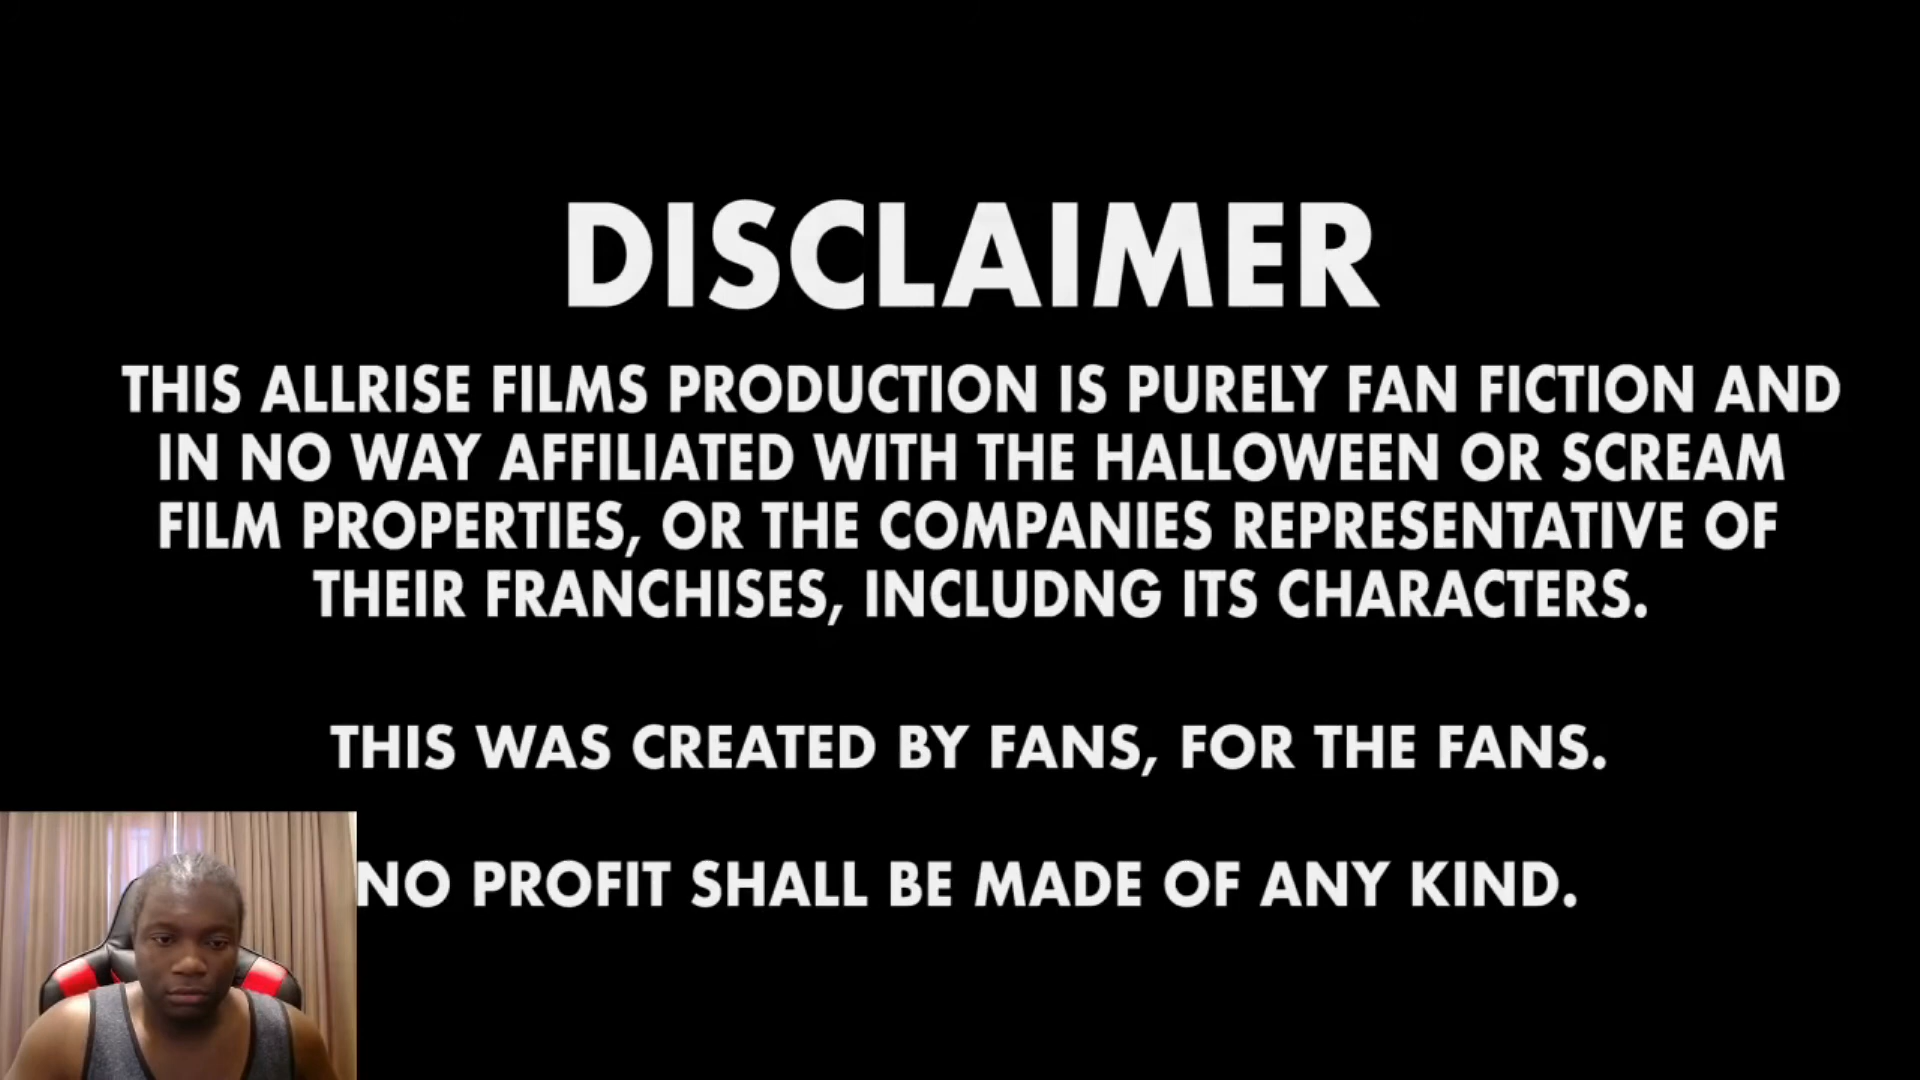 DISCLAIMER
THIS ALLRISE FILMS PRODUCTION IS PURELY FAN FICTION AND
IN NO WAY AFFILIATED WITH THE HALLOWEEN OR SCREAM
FILM PROPERTIES, OR THE COMPANIES REPRESENTATIVE OF
THEIR FRANCHISES, INCLUDNG ITS CHARACTERS.
THIS WAS CREATED BY FANS, FOR THE FANS.
NO PROFIT SHALL BE MADE OF ANY KIND.